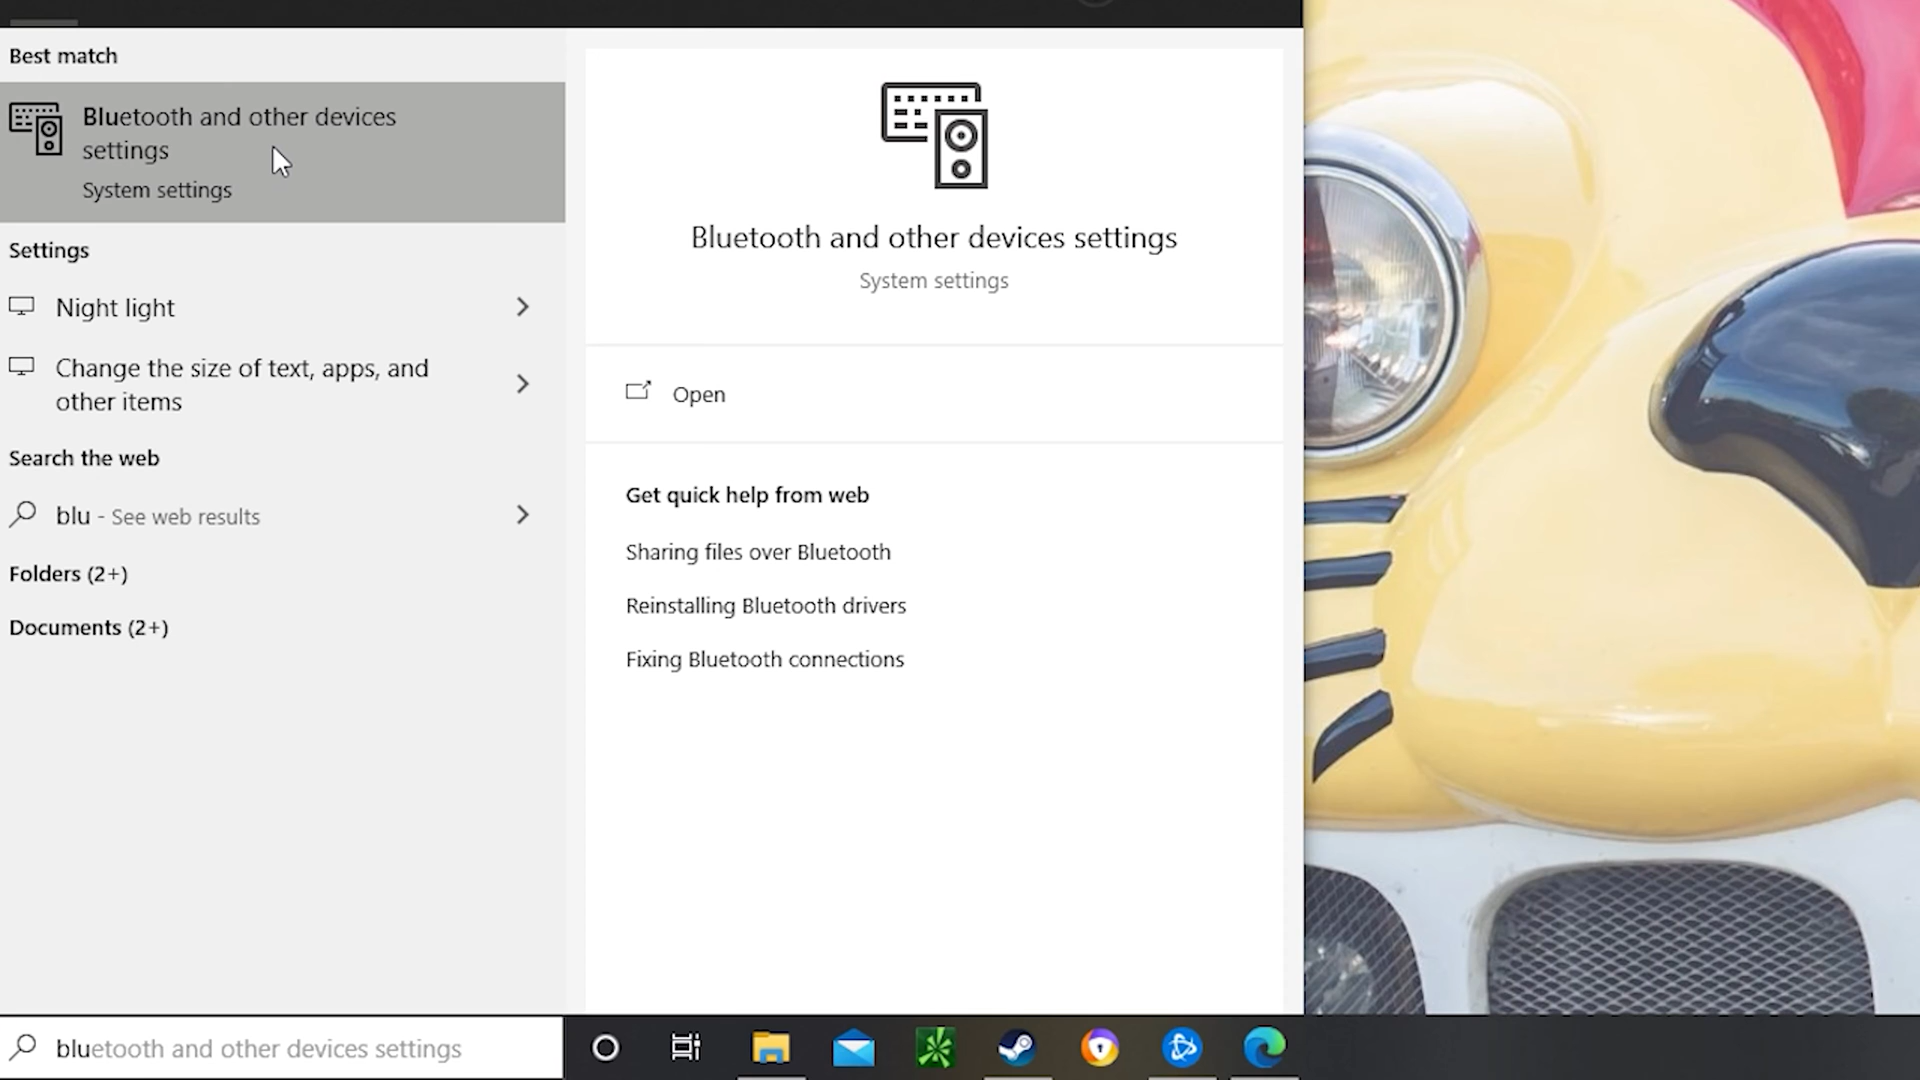 Best match
Bluetooth and other devices
settings
System settings
Settings
Night light
Change the size of text, apps, and
other items
Search the web
blu - See web results
Folders (2+)
Documents (2+)
Bluetooth and other devices settings
System settings
Open
Get quick help from web
Sharing files over Bluetooth
Reinstalling Bluetooth drivers
Fixing Bluetooth connections
bluetooth and other devices settings